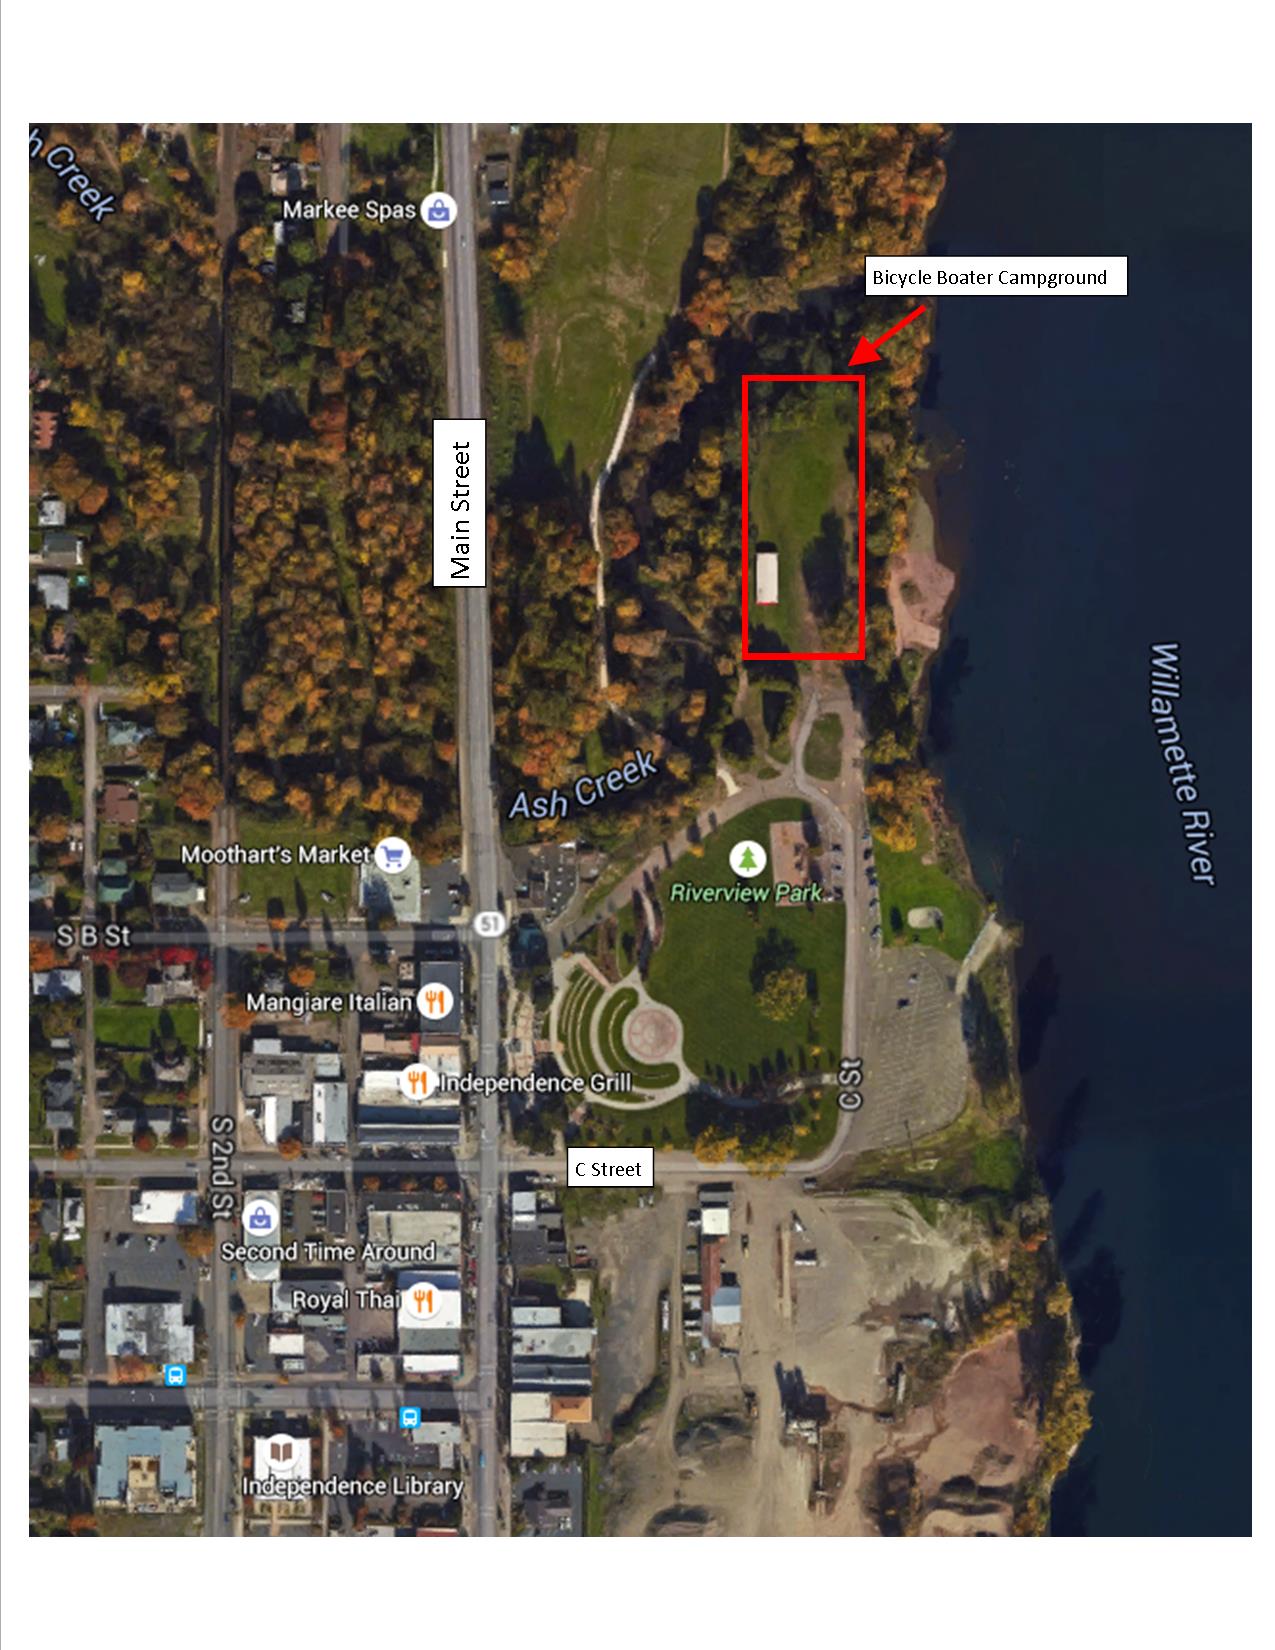 h Creek
Markee Spas
Bicycle Boater Campground
Main Street
Willamette River
Ash Creek
Moothart's Market
Riverview Park
51
S B St
Mangiare Italian
Independence Grill
C St
S 2nd St
C Street
Second Time Around
Royal Thai
Independence Library